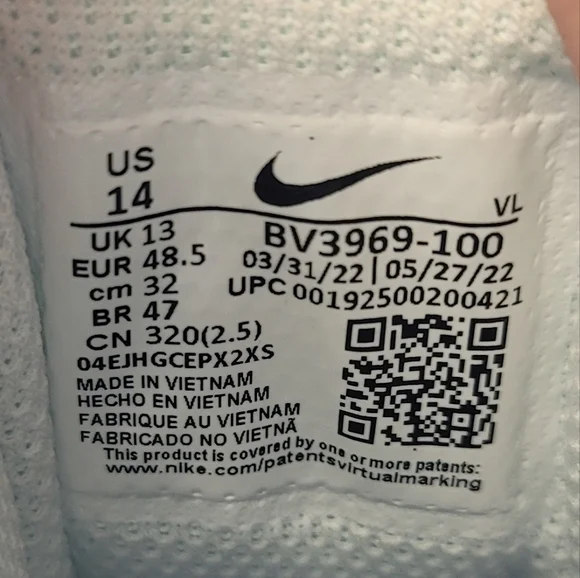 US
14
VL
UK 13
EUR 48.5
cm 32
BR 47
CN 320(2.5)
BV3969-100
03/31/22 | 05/27/22
UPC 00192500200421
04EJHGCEPX2XS
MADE IN VIETNAM
HECHO EN VIETNAM
FABRIQUE AU VIETNAM
FABRICADO NO VIETNÃ
This product is covered by one or more patents:
www.nike.com/patentsvirtualmarking